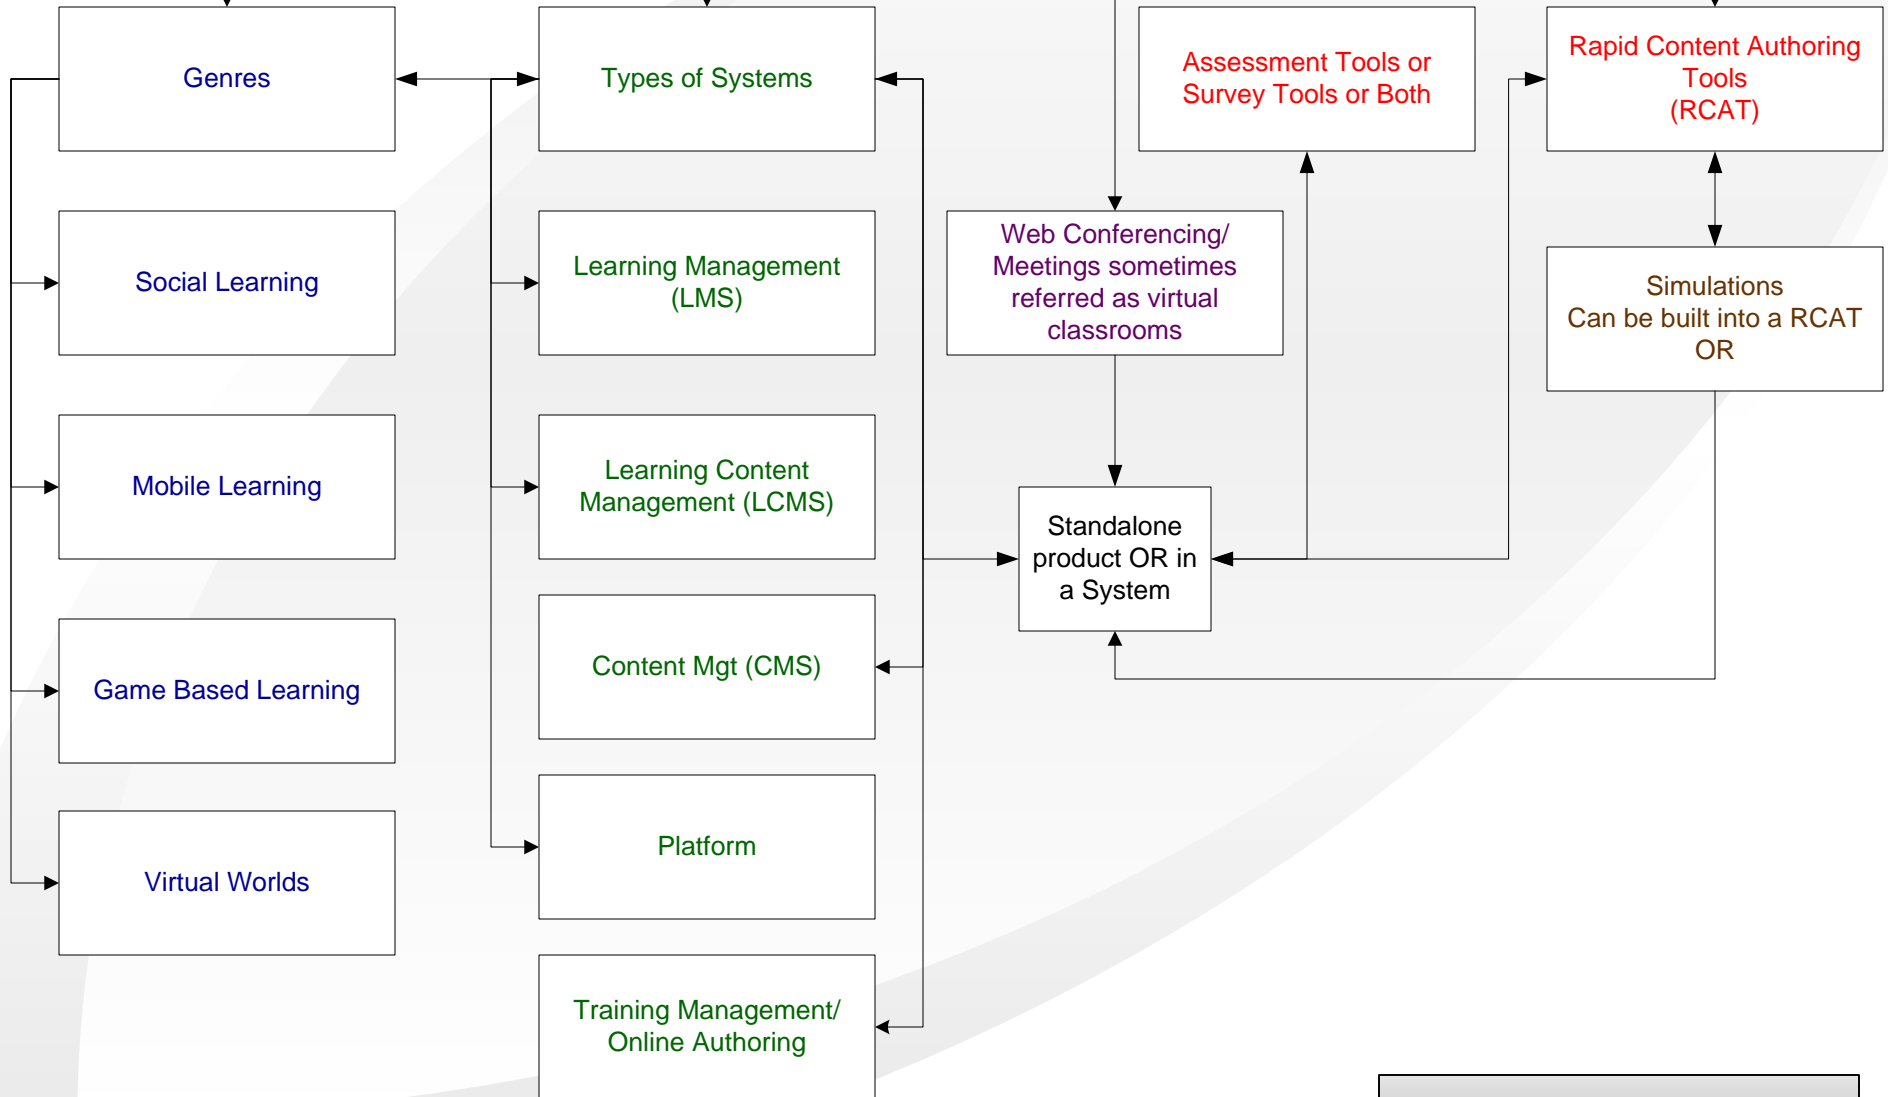 Genres
Types of Systems
Assessment Tools or
Survey Tools or Both
Rapid Content Authoring
Tools
(RCAT)
Social Learning
Learning Management
(LMS)
Web Conferencing/
Meetings sometimes
referred as virtual
classrooms
Simulations
Can be built into a RCAT
OR
Mobile Learning
Learning Content
Management (LCMS)
Standalone
product OR in
a System
Game Based Learning
Content Mgt (CMS)
Virtual Worlds
Platform
Training Management/
Online Authoring